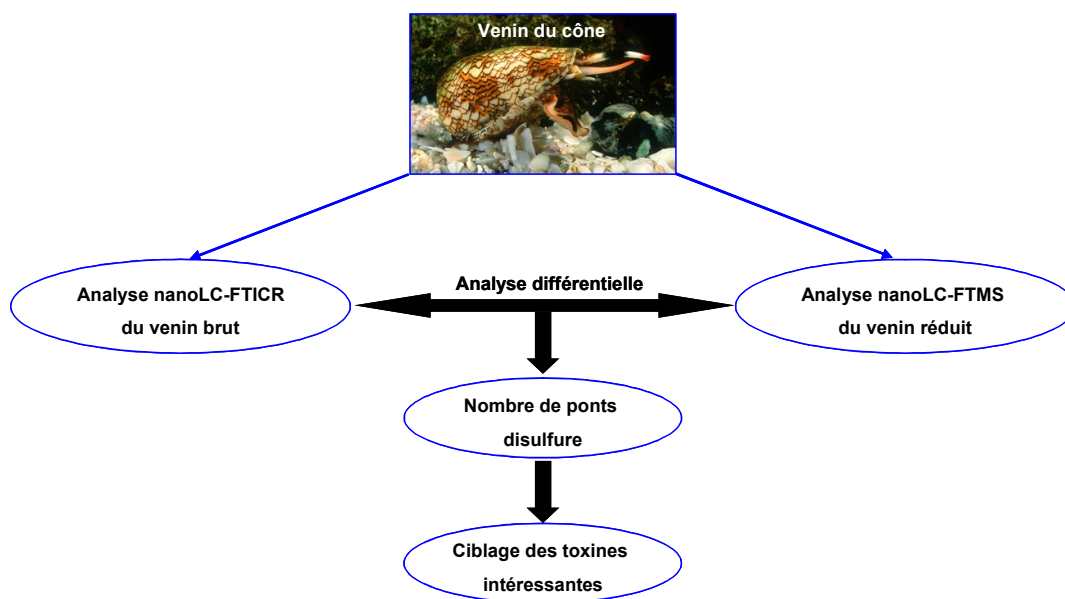 Venin du cône
Analyse nanoLC-FTICR
du venin brut
Analyse différentielle
Analyse nanoLC-FTMS
du venin réduit
Nombre de ponts
disulfure
Ciblage des toxines
intéressantes